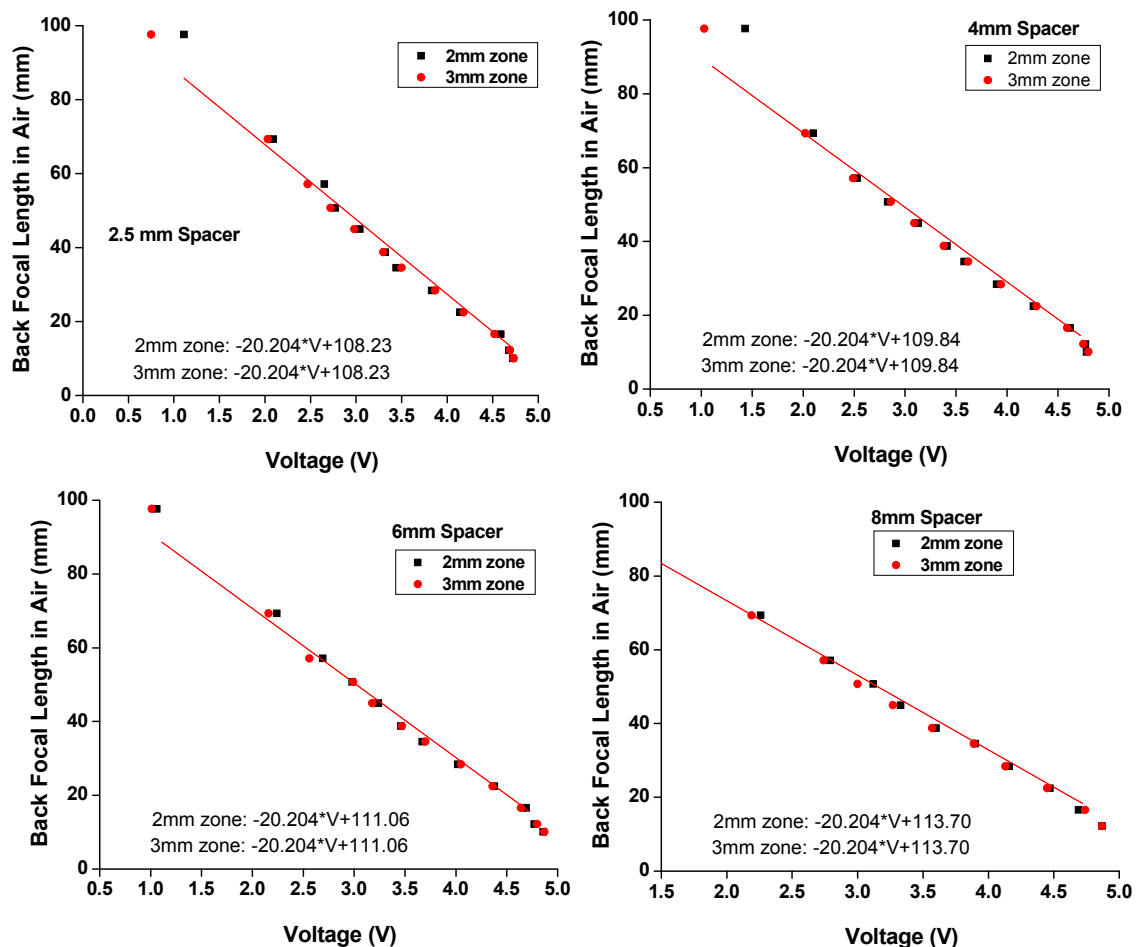 Back Focal Length in Air (mm)
100
80
60
40
20
0
2mm zone
3mm zone
2.5 mm Spacer
2mm zone: -20.204*V+108.23
3mm zone: -20.204*V+108.23
0.0 1.0 2.0 2.5 3.0 3.5 4.0 4.5 5.0
Voltage (V)
Back Focal Length in Air (mm)
100
80
60
40
20
0
4mm Spacer
2mm zone
3mm zone
2mm zone: -20.204*V+109.84
3mm zone: -20.204*V+109.84
0.5 1.0 2.0 2.5 3.0 3.5 4.0 4.5 5.0
Voltage (V)
Back Focal Length in Air (mm)
100
80
60
40
20
0
6mm Spacer
2mm zone
3mm zone
2mm zone: -20.204*V+111.06
3mm zone: -20.204*V+111.06
0.5 1.0 2.0 2.5 3.0 3.5 4.0 4.5 5.0
Voltage (V)
Back Focal Length in Air (mm)
100
80
60
40
20
0
8mm Spacer
2mm zone
3mm zone
2mm zone: -20.204*V+113.70
3mm zone: -20.204*V+113.70
1.5 2.0 2.5 3.0 3.5 4.0 4.5 5.0
Voltage (V)